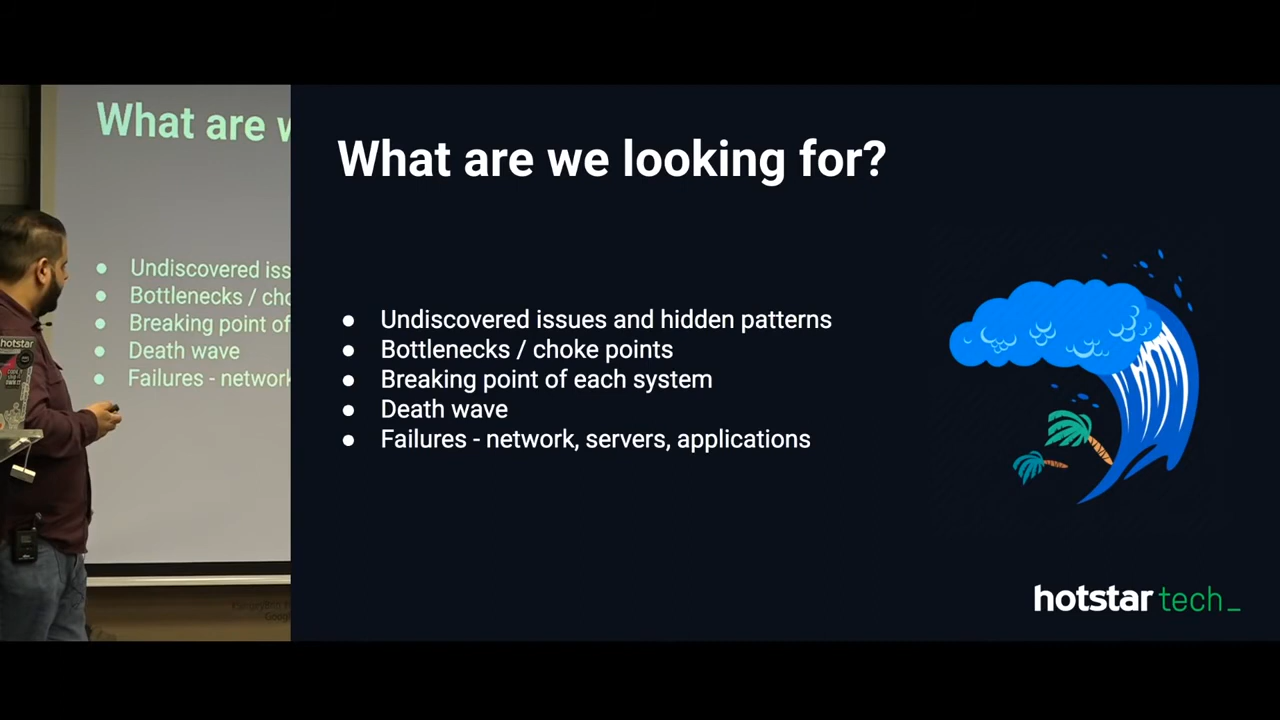 What are w
Undiscovered iss
Bottlenecks / cho
Breaking point of
Death wave
Failures - network
hotstar
What are we looking for?
● Undiscovered issues and hidden patterns
● Bottlenecks / choke points
● Breaking point of each system
● Death wave
● Failures - network, servers, applications
hotstar tech_